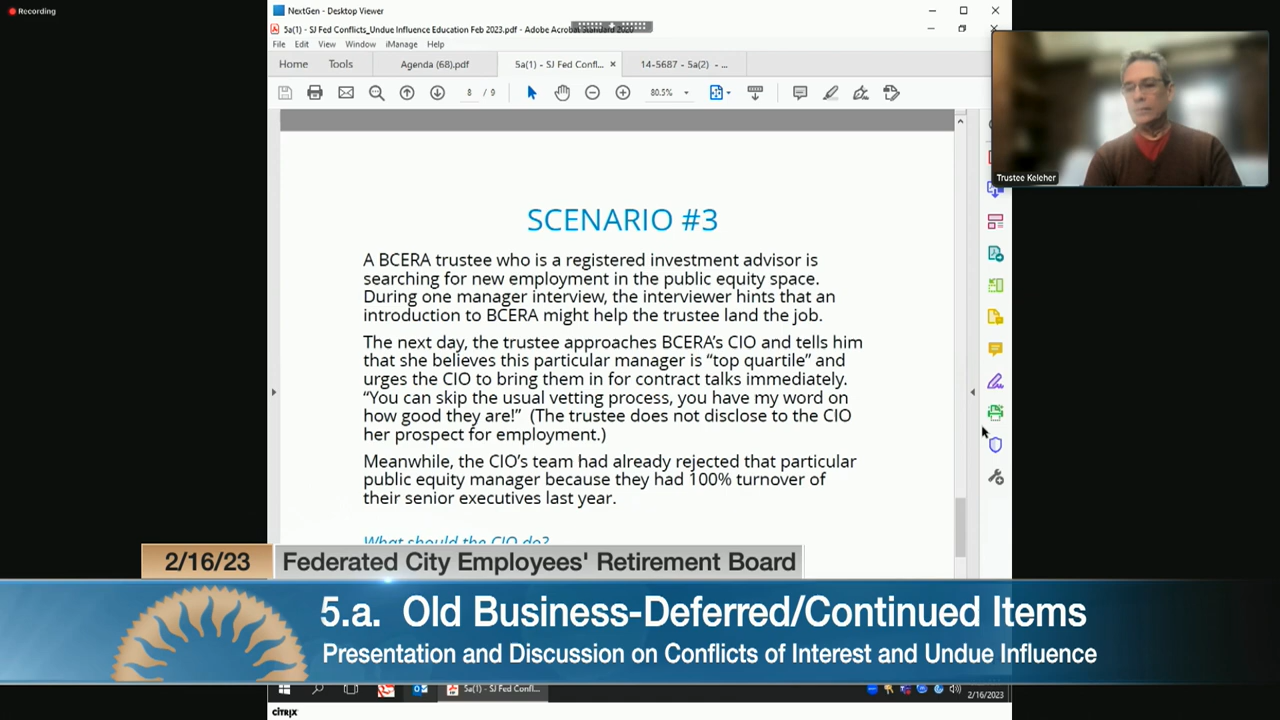 Recording
NextGen - Desktop Viewer
5a(1) - SJ Fed Conflicts_Undue Influence Education Feb 2023.pdf - Adobe Acrobat Standard 2020
File Edit View Window iManage Help
Home Tools Agenda (68).pdf 5a(1) - SJ Fed Confl... × 14-5687 - 5a(2) - ...
8 / 9 80.5%
Trustee Keleher
SCENARIO #3
A BCERA trustee who is a registered investment advisor is
searching for new employment in the public equity space.
During one manager interview, the interviewer hints that an
introduction to BCERA might help the trustee land the job.
The next day, the trustee approaches BCERA’s CIO and tells him
that she believes this particular manager is “top quartile” and
urges the CIO to bring them in for contract talks immediately.
“You can skip the usual vetting process, you have my word on
how good they are!” (The trustee does not disclose to the CIO
her prospect for employment.)
Meanwhile, the CIO’s team had already rejected that particular
public equity manager because they had 100% turnover of
their senior executives last year.
What should the CIO do?
2/16/23 Federated City Employees' Retirement Board
5.a. Old Business-Deferred/Continued Items
Presentation and Discussion on Conflicts of Interest and Undue Influence
5a(1) - SJ Fed Confl...
2/16/2023
CITRIX